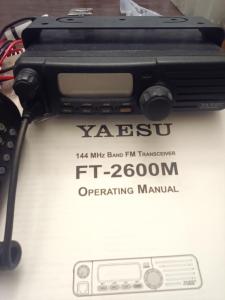 YAESU
144 MHz BAND FM TRANSCEIVER
FT-2600M
OPERATING MANUAL